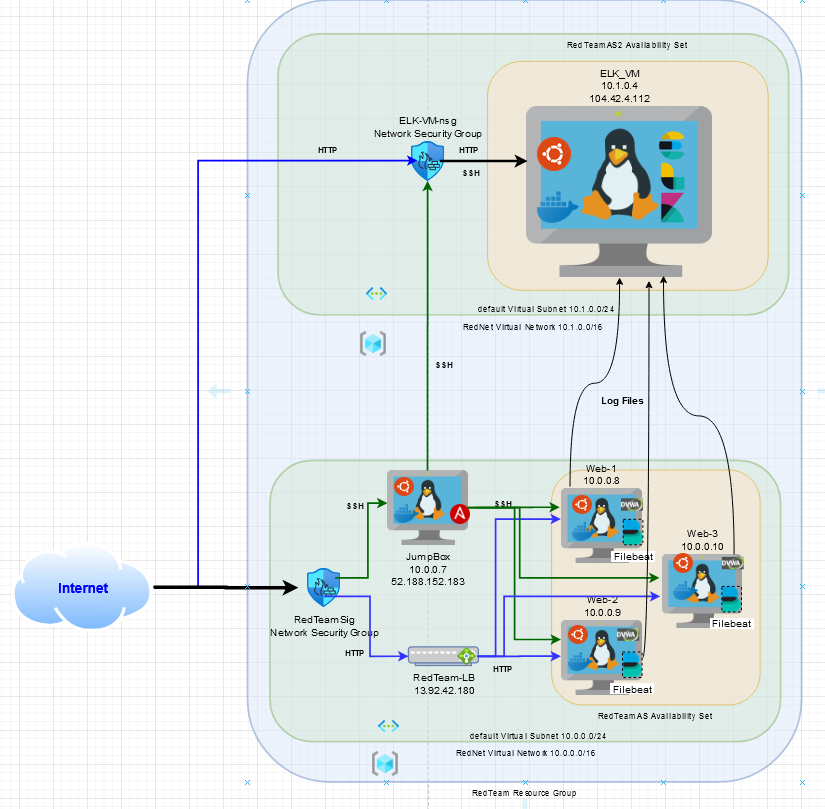 RedTeamAS2 Availability Set
ELK_VM
10.1.0.4
104.42.4.112
ELK-VM-nsg
Network Security Group
HTTP
HTTP
SSH
default Virtual Subnet 10.1.0.0/24
RedNet Virtual Network 10.1.0.0/16
SSH
Log Files
Web-1
10.0.0.8
SSH
SSH
DVWA
JumpBox
10.0.0.7
52.188.152.183
Filebeat
Web-3
10.0.0.10
DVWA
Internet
RedTeamSig
Network Security Group
Web-2
10.0.0.9
DVWA
Filebeat
HTTP
HTTP
RedTeam-LB
13.92.42.180
Filebeat
RedTeamAS Availability Set
default Virtual Subnet 10.0.0.0/24
RedNet Virtual Network 10.0.0.0/16
RedTeam Resource Group